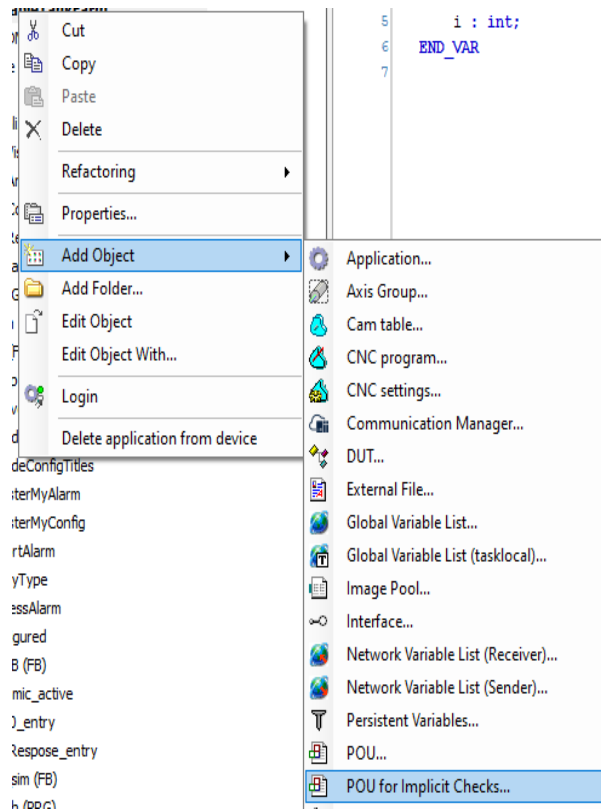 5 i : int;
6 END_VAR
7
Cut
Copy
Paste
Delete
Refactoring
Properties...
Add Object
Add Folder...
Edit Object
Edit Object With...
Login
Delete application from device
Application...
Axis Group...
Cam table...
CNC program...
CNC settings...
Communication Manager...
DUT...
External File...
Global Variable List...
Global Variable List (tasklocal)...
Image Pool...
Interface...
Network Variable List (Receiver)...
Network Variable List (Sender)...
Persistent Variables...
POU...
POU for Implicit Checks...
deConfigTitles
sterMyAlarm
sterMyConfig
rtAlarm
yType
essAlarm
gured
B (FB)
mic_active
0_entry
Respose_entry
sim (FB)
h (PRG)